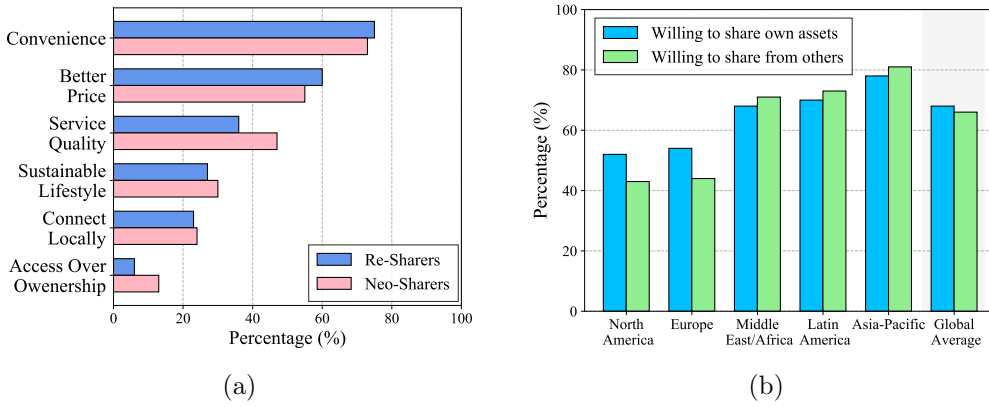 Convenience
Better
Price
Service
Quality
Sustainable
Lifestyle
Connect
Locally
Access Over
Owenership
Re-Sharers
Neo-Sharers
0 20 40 60 80 100
Percentage (%)
(a)
100
80
60
40
20
0
Percentage (%)
Willing to share own assets
Willing to share from others
North
America
Europe
Middle
East/Africa
Latin
America
Asia-Pacific
Global
Average
(b)